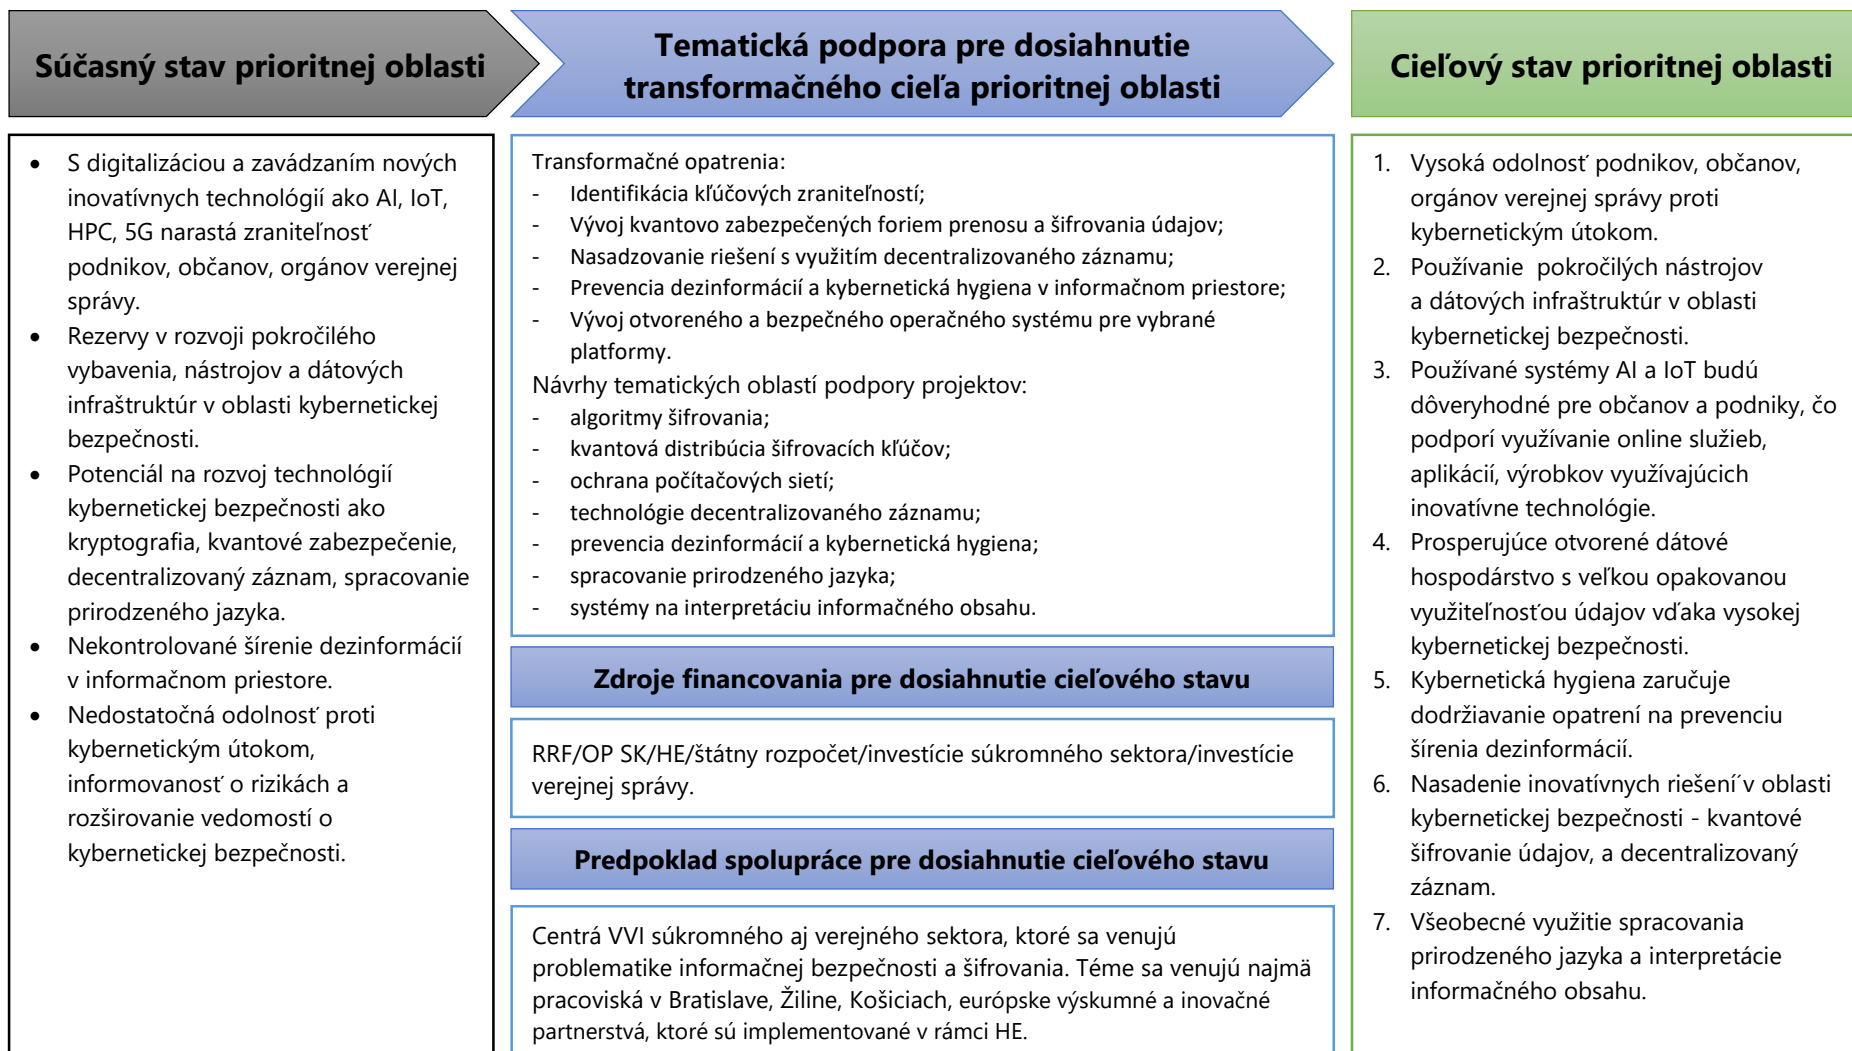 Súčasný stav prioritnej oblasti
Tematická podpora pre dosiahnutie
transformačného cieľa prioritnej oblasti
Cieľový stav prioritnej oblasti
• S digitalizáciou a zavádzaním nových
inovatívnych technológií ako AI, IoT,
HPC, 5G narastá zraniteľnosť
podnikov, občanov, orgánov verejnej
správy.
• Rezervy v rozvoji pokročilého
vybavenia, nástrojov a dátových
infraštruktúr v oblasti kybernetickej
bezpečnosti.
• Potenciál na rozvoj technológií
kybernetickej bezpečnosti ako
kryptografia, kvantové zabezpečenie,
decentralizovaný záznam, spracovanie
prirodzeného jazyka.
• Nekontrolované šírenie dezinformácií
v informačnom priestore.
• Nedostatočná odolnosť proti
kybernetickým útokom,
informovanosť o rizikách a
rozširovanie vedomostí o
kybernetickej bezpečnosti.
Transformačné opatrenia:
- Identifikácia kľúčových zraniteľností;
- Vývoj kvantovo zabezpečených foriem prenosu a šifrovania údajov;
- Nasadzovanie riešení s využitím decentralizovaného záznamu;
- Prevencia dezinformácií a kybernetická hygiena v informačnom priestore;
- Vývoj otvoreného a bezpečného operačného systému pre vybrané
platformy.
Návrhy tematických oblastí podpory projektov:
- algoritmy šifrovania;
- kvantová distribúcia šifrovacích kľúčov;
- ochrana počítačových sietí;
- technológie decentralizovaného záznamu;
- prevencia dezinformácií a kybernetická hygiena;
- spracovanie prirodzeného jazyka;
- systémy na interpretáciu informačného obsahu.
Zdroje financovania pre dosiahnutie cieľového stavu
RRF/OP SK/HE/štátny rozpočet/investície súkromného sektora/investície
verejnej správy.
Predpoklad spolupráce pre dosiahnutie cieľového stavu
Centrá VVI súkromného aj verejného sektora, ktoré sa venujú
problematike informačnej bezpečnosti a šifrovania. Téme sa venujú najmä
pracoviská v Bratislave, Žiline, Košiciach, európske výskumné a inovačné
partnerstvá, ktoré sú implementované v rámci HE.
1. Vysoká odolnosť podnikov, občanov,
orgánov verejnej správy proti
kybernetickým útokom.
2. Používanie pokročilých nástrojov
a dátových infraštruktúr v oblasti
kybernetickej bezpečnosti.
3. Používané systémy AI a IoT budú
dôveryhodné pre občanov a podniky, čo
podporí využívanie online služieb,
aplikácií, výrobkov využívajúcich
inovatívne technológie.
4. Prosperujúce otvorené dátové
hospodárstvo s veľkou opakovanou
využiteľnosťou údajov vďaka vysokej
kybernetickej bezpečnosti.
5. Kybernetická hygiena zaručuje
dodržiavanie opatrení na prevenciu
šírenia dezinformácií.
6. Nasadenie inovatívnych riešení´v oblasti
kybernetickej bezpečnosti - kvantové
šifrovanie údajov, a decentralizovaný
záznam.
7. Všeobecné využitie spracovania
prirodzeného jazyka a interpretácie
informačného obsahu.